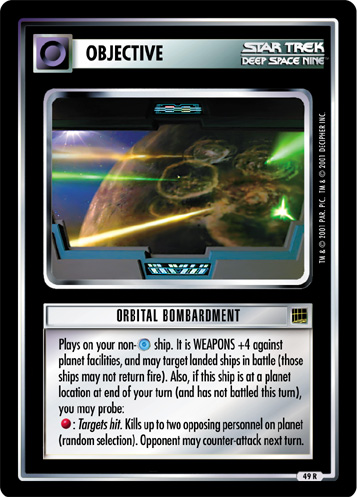 OBJECTIVE
STAR TREK
DEEP SPACE NINE™
TM & © 2001 PAR. PIC. TM & © 2001 DECIPHER INC.
ORBITAL BOMBARDMENT
Plays on your non- ship. It is WEAPONS +4 against
planet facilities, and may target landed ships in battle (those
ships may not return fire). Also, if this ship is at a planet
location at end of your turn (and has not battled this turn),
you may probe:
: Targets hit. Kills up to two opposing personnel on planet
(random selection). Opponent may counter-attack next turn.
49 R